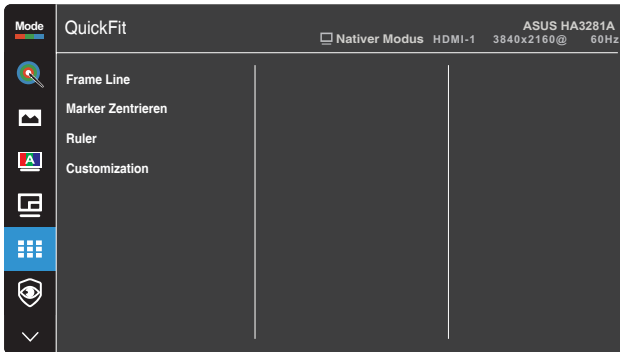 Mode
QuickFit
ASUS HA3281A
Nativer Modus HDMI-1 3840x2160@ 60Hz
Frame Line
Marker Zentrieren
Ruler
Customization
A